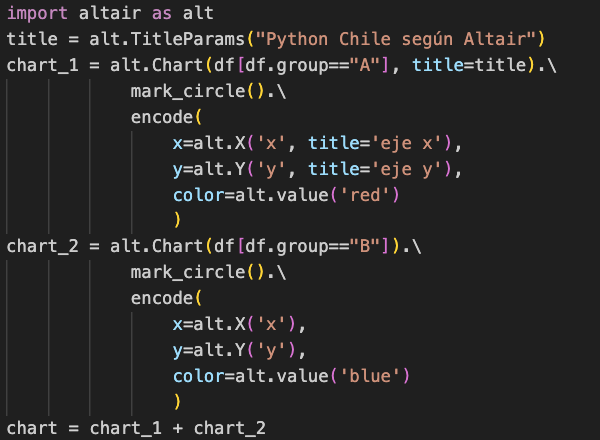 import altair as alt
title = alt.TitleParams("Python Chile según Altair")
chart_1 = alt.Chart(df[df.group=="A"], title=title).\
            mark_circle().\
            encode(
                x=alt.X('x', title='eje x'),
                y=alt.Y('y', title='eje y'),
                color=alt.value('red')
                )
chart_2 = alt.Chart(df[df.group=="B"]).\
            mark_circle().\
            encode(
                x=alt.X('x'),
                y=alt.Y('y'),
                color=alt.value('blue')
                )
chart = chart_1 + chart_2